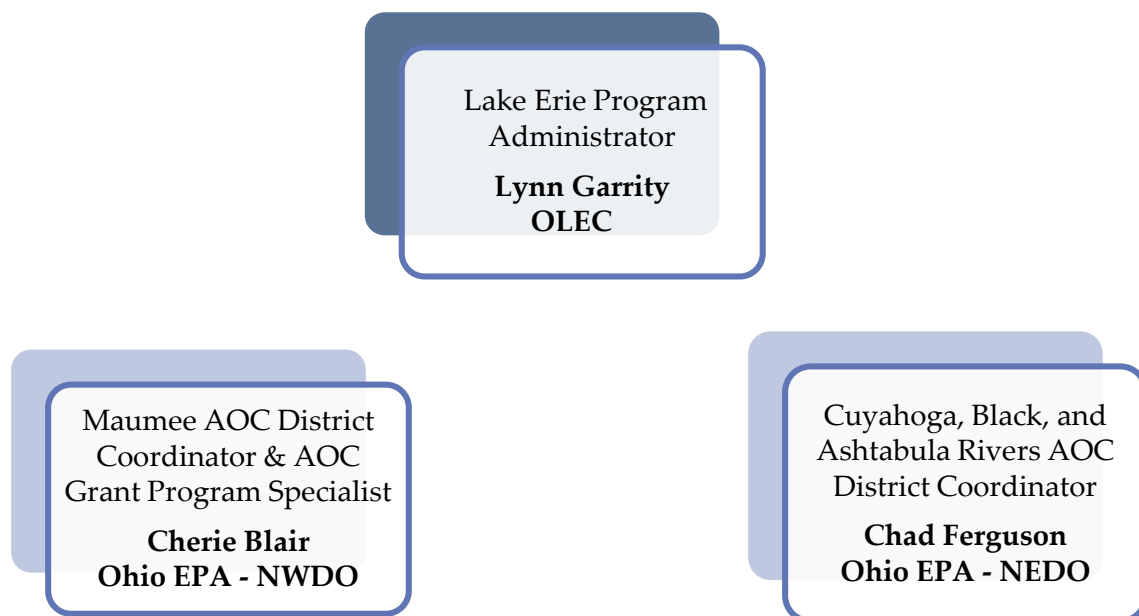 Lake Erie Program
Administrator
Lynn Garrity
OLEC
Maumee AOC District
Coordinator & AOC
Grant Program Specialist
Cherie Blair
Ohio EPA - NWDO
Cuyahoga, Black, and
Ashtabula Rivers AOC
District Coordinator
Chad Ferguson
Ohio EPA - NEDO